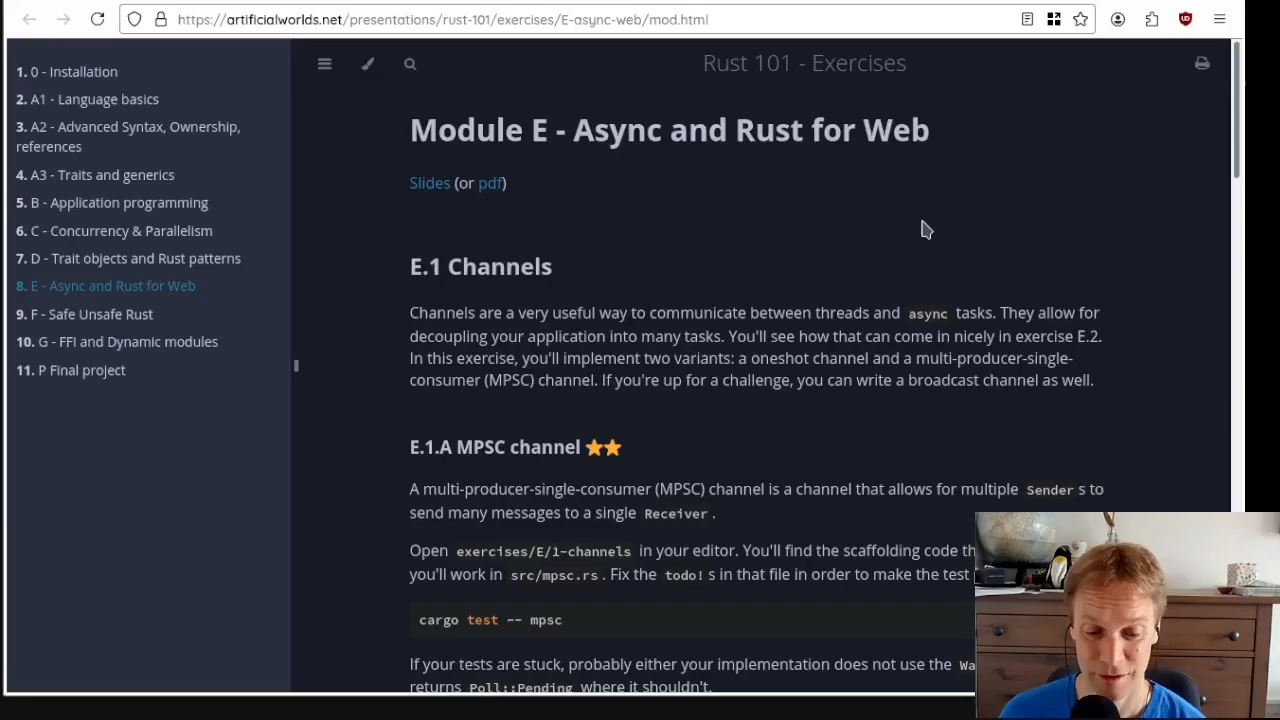 https://artificialworlds.net/presentations/rust-101/exercises/E-async-web/mod.html
1. 0 - Installation
2. A1 - Language basics
3. A2 - Advanced Syntax, Ownership,
references
4. A3 - Traits and generics
5. B - Application programming
6. C - Concurrency & Parallelism
7. D - Trait objects and Rust patterns
8. E - Async and Rust for Web
9. F - Safe Unsafe Rust
10. G - FFI and Dynamic modules
11. P Final project
Rust 101 - Exercises
Module E - Async and Rust for Web
Slides (or pdf)
E.1 Channels
Channels are a very useful way to communicate between threads and async tasks. They allow for
decoupling your application into many tasks. You'll see how that can come in nicely in exercise E.2.
In this exercise, you'll implement two variants: a oneshot channel and a multi-producer-single-
consumer (MPSC) channel. If you're up for a challenge, you can write a broadcast channel as well.
E.1.A MPSC channel ⭐⭐
A multi-producer-single-consumer (MPSC) channel is a channel that allows for multiple Sender s to
send many messages to a single Receiver.
Open exercises/E/1-channels in your editor. You'll find the scaffolding code
you'll work in src/mpsc.rs. Fix the todo! s in that file in order to make the test
cargo test -- mpsc
If your tests are stuck, probably either your implementation does not use the
returns Poll::Pending where it shouldn't.